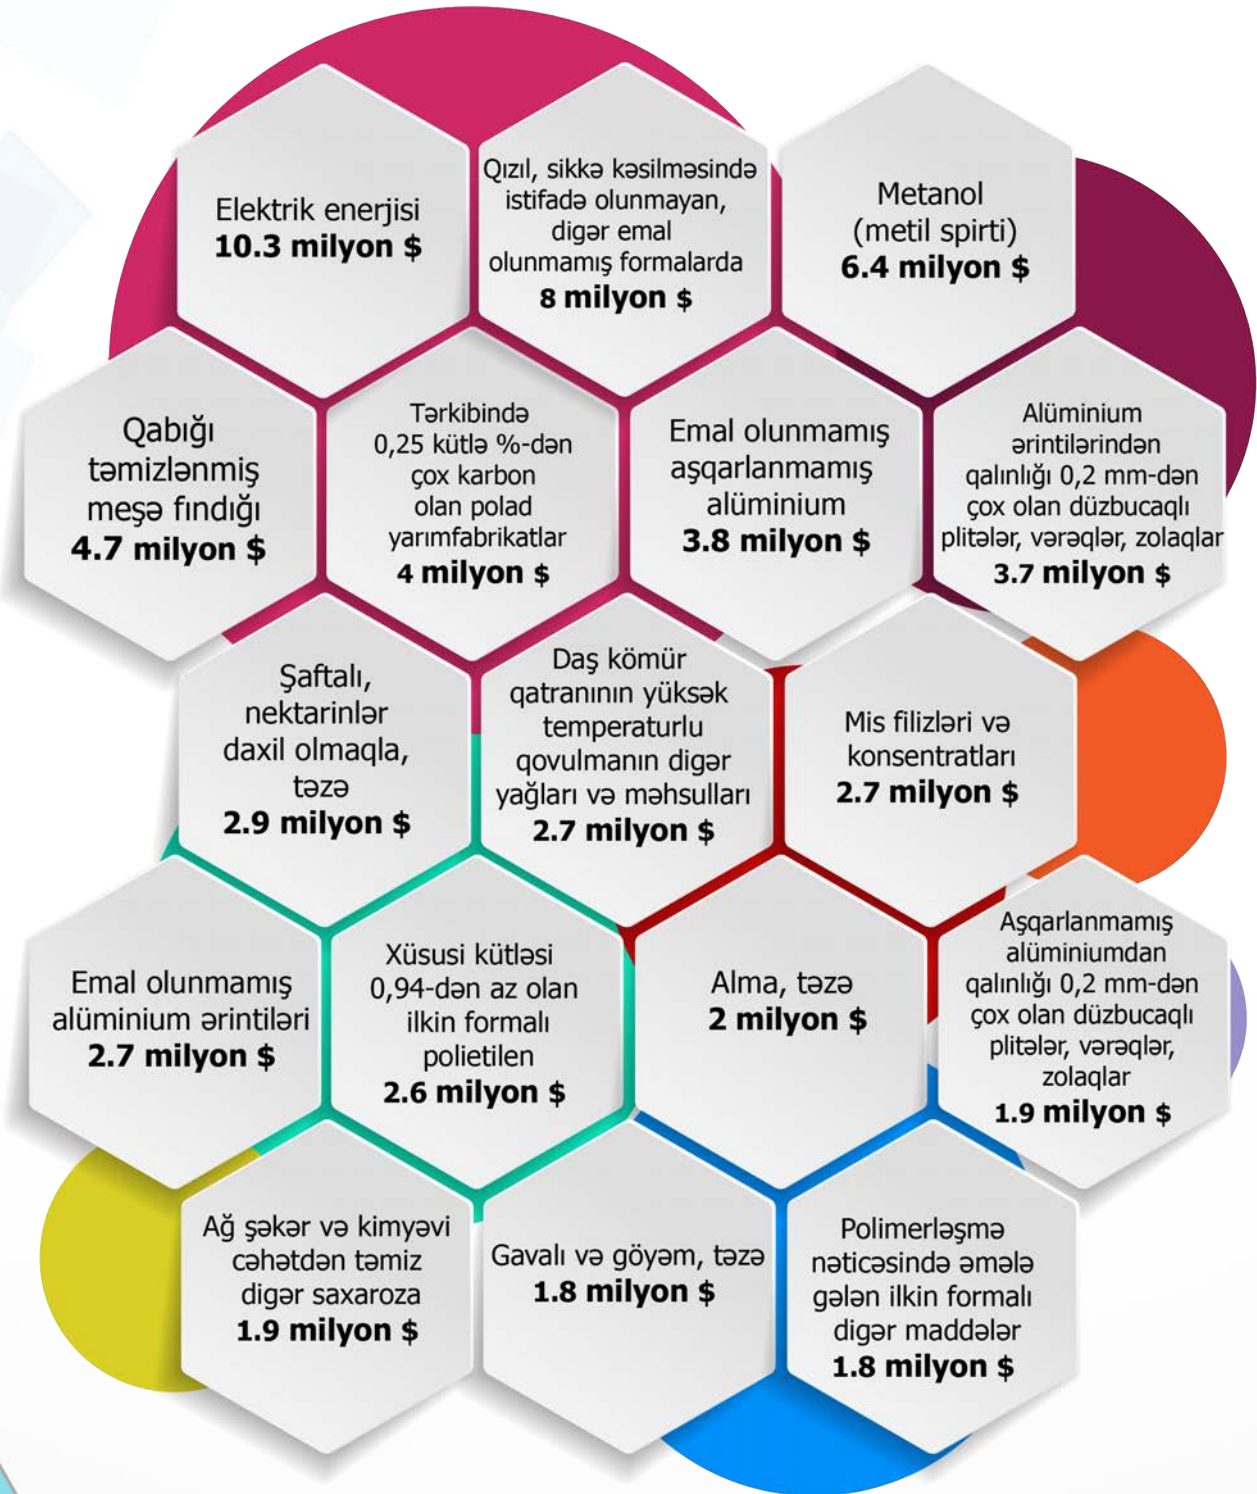 Elektrik enerjisi
10.3 milyon $
Qızıl, sikkə kəsilməsində
istifadə olunmayan,
digər emal
olunmamış formalarda
8 milyon $
Metanol
(metil spirti)
6.4 milyon $
Qabığı
təmizlənmiş
meşə fındığı
4.7 milyon $
Tərkibində
0,25 kütlə %-dən
çox karbon
olan polad
yarımfabrikatlar
4 milyon $
Emal olunmamış
aşqarlanmamış
alüminium
3.8 milyon $
Alüminium
ərintilərindən
qalınlığı 0,2 mm-dən
çox olan düzbucaqlı
plitələr, vərəqlər, zolaqlar
3.7 milyon $
Şaftalı,
nektarinlər
daxil olmaqla,
təzə
2.9 milyon $
Daş kömür
qatranının yüksək
temperaturlu
qovulmanın digər
yağları və məhsulları
2.7 milyon $
Mis filizləri və
konsentratları
2.7 milyon $
Emal olunmamış
alüminium ərintiləri
2.7 milyon $
Xüsusi kütləsi
0,94-dən az olan
ilkin formalı
polietilen
2.6 milyon $
Alma, təzə
2 milyon $
Aşqarlanmamış
alüminiumdan
qalınlığı 0,2 mm-dən
çox olan düzbucaqlı
plitələr, vərəqlər,
zolaqlar
1.9 milyon $
Ağ şəkər və kimyəvi
cəhətdən təmiz
digər saxaroza
1.9 milyon $
Gavalı və göyəm, təzə
1.8 milyon $
Polimerləşmə
nəticəsində əmələ
gələn ilkin formalı
digər maddələr
1.8 milyon $